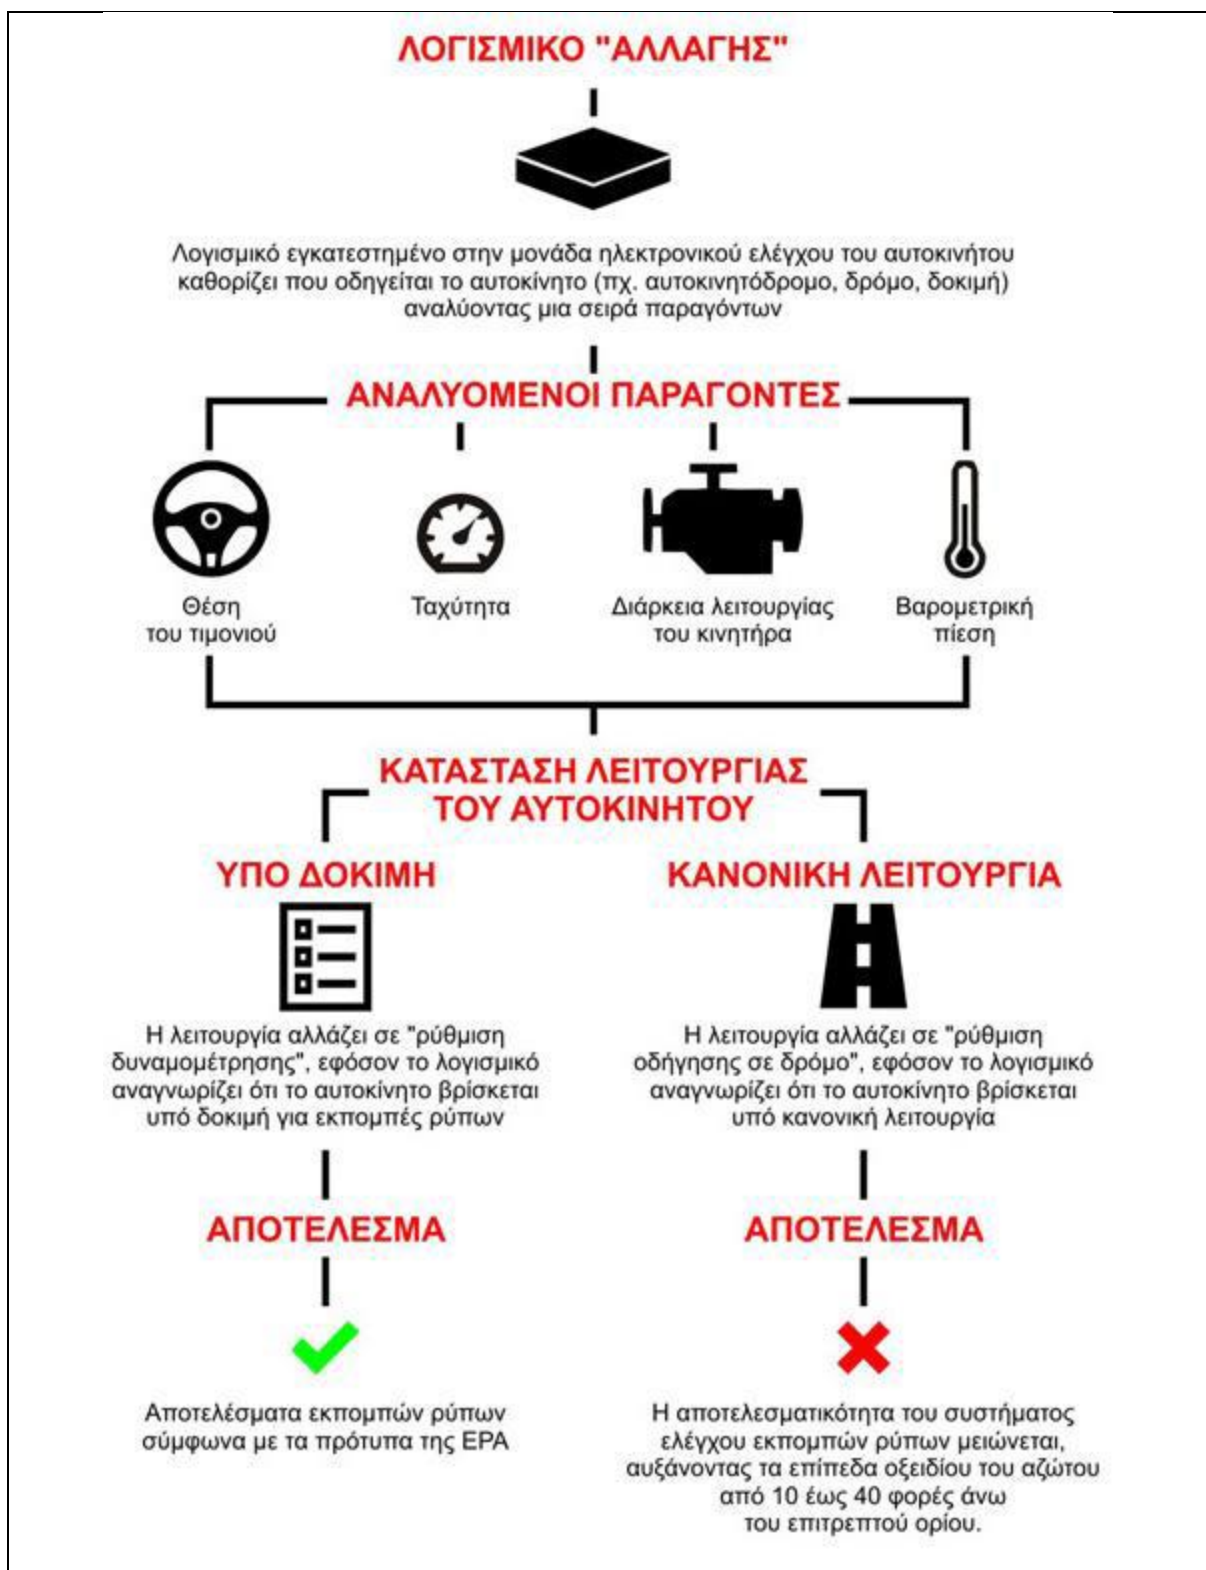 ΛΟΓΙΣΜΙΚΟ "ΑΛΛΑΓΗΣ"
Λογισμικό εγκατεστημένο στην μονάδα ηλεκτρονικού ελέγχου του αυτοκινήτου
καθορίζει που οδηγείται το αυτοκίνητο (πχ. αυτοκινητόδρομο, δρόμο, δοκιμή)
αναλύοντας μια σειρά παραγόντων
ΑΝΑΛΥΟΜΕΝΟΙ ΠΑΡΑΓΟΝΤΕΣ
Θέση
του τιμονιού
Ταχύτητα
Διάρκεια λειτουργίας
του κινητήρα
Βαρομετρική
πίεση
ΚΑΤΑΣΤΑΣΗ ΛΕΙΤΟΥΡΓΙΑΣ
ΤΟΥ ΑΥΤΟΚΙΝΗΤΟΥ
ΥΠΟ ΔΟΚΙΜΗ
Η λειτουργία αλλάζει σε "ρύθμιση
δυναμομέτρησης", εφόσον το λογισμικό
αναγνωρίζει ότι το αυτοκίνητο βρίσκεται
υπό δοκιμή για εκπομπές ρύπων
ΑΠΟΤΕΛΕΣΜΑ
Αποτελέσματα εκπομπών ρύπων
σύμφωνα με τα πρότυπα της EPA
ΚΑΝΟΝΙΚΗ ΛΕΙΤΟΥΡΓΙΑ
Η λειτουργία αλλάζει σε "ρύθμιση
οδήγησης σε δρόμο", εφόσον το λογισμικό
αναγνωρίζει ότι το αυτοκίνητο βρίσκεται
υπό κανονική λειτουργία
ΑΠΟΤΕΛΕΣΜΑ
Η αποτελεσματικότητα του συστήματος
ελέγχου εκπομπών ρύπων μειώνεται,
αυξάνοντας τα επίπεδα οξειδίου του αζώτου
από 10 έως 40 φορές άνω
του επιτρεπτού ορίου.